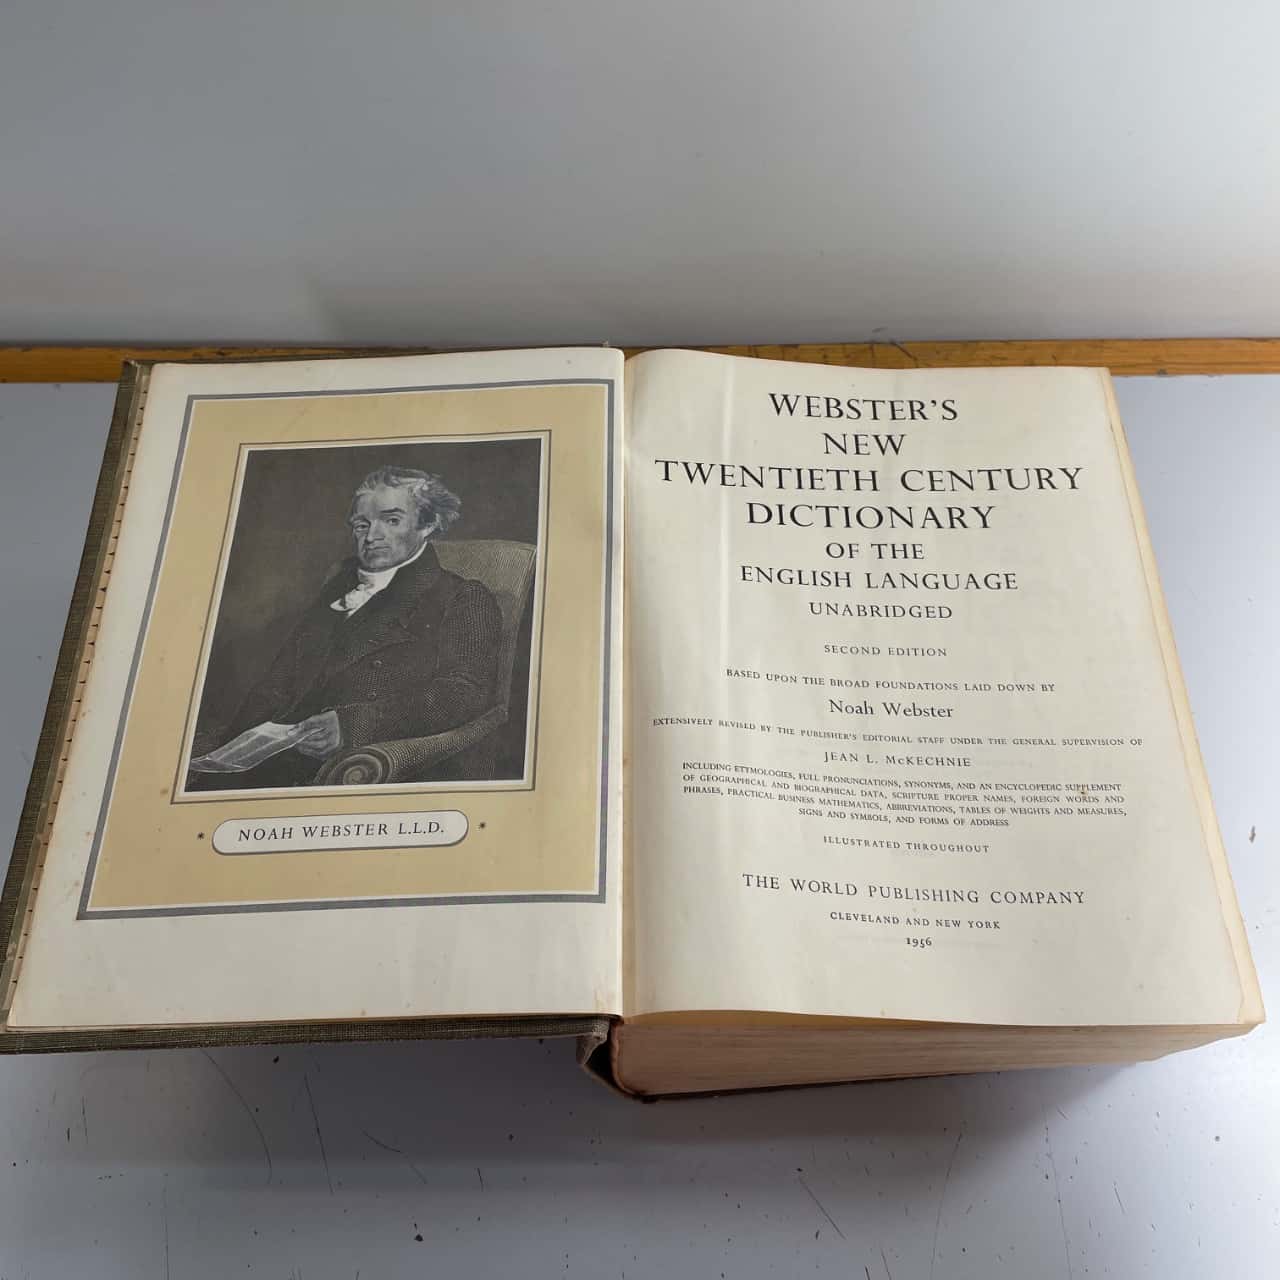 NOAH WEBSTER L.L.D.
WEBSTER'S
NEW
TWENTIETH CENTURY
DICTIONARY
OF THE
ENGLISH LANGUAGE
UNABRIDGED
SECOND EDITION
BASED UPON THE BROAD FOUNDATIONS LAID DOWN BY
Noah Webster
EXTENSIVELY REVISED BY THE PUBLISHER'S EDITORIAL STAFF UNDER THE GENERAL SUPERVISION OF
JEAN L. McKECHNIE
INCLUDING ETYMOLOGIES, FULL PRONUNCIATIONS, SYNONYMS, AND AN ENCYCLOPEDIC SUPPLEMENT
OF GEOGRAPHICAL AND BIOGRAPHICAL DATA, SCRIPTURE PROPER NAMES, FOREIGN WORDS AND
PHRASES, PRACTICAL BUSINESS MATHEMATICS, ABBREVIATIONS, TABLES OF WEIGHTS AND MEASURES,
SIGNS AND SYMBOLS, AND FORMS OF ADDRESS
ILLUSTRATED THROUGHOUT
THE WORLD PUBLISHING COMPANY
CLEVELAND AND NEW YORK
1956